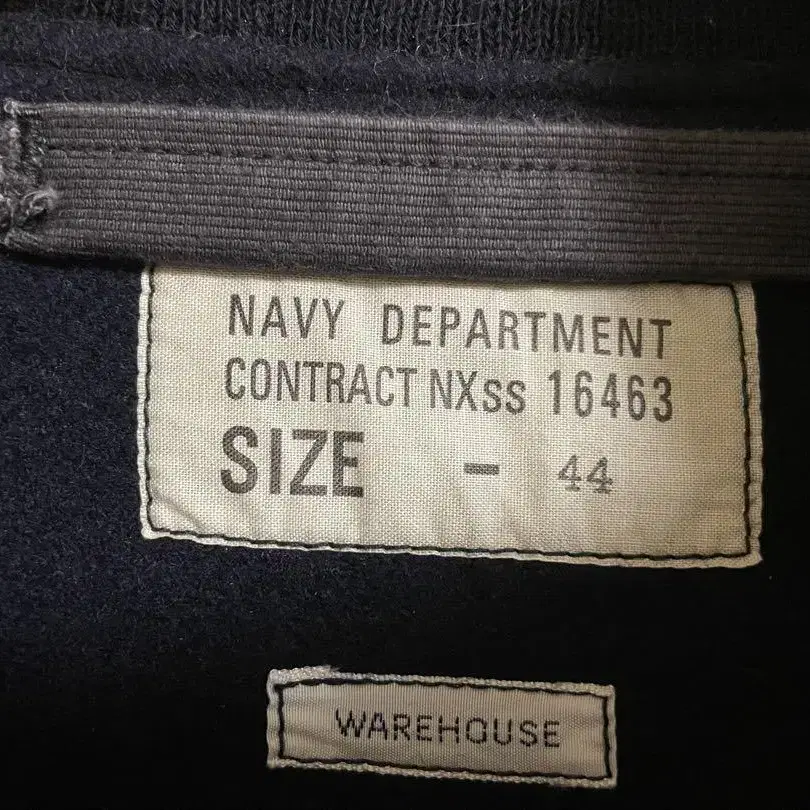 NAVY DEPARTMENT
CONTRACT NXss 16463
SIZE - 44
WAREHOUSE